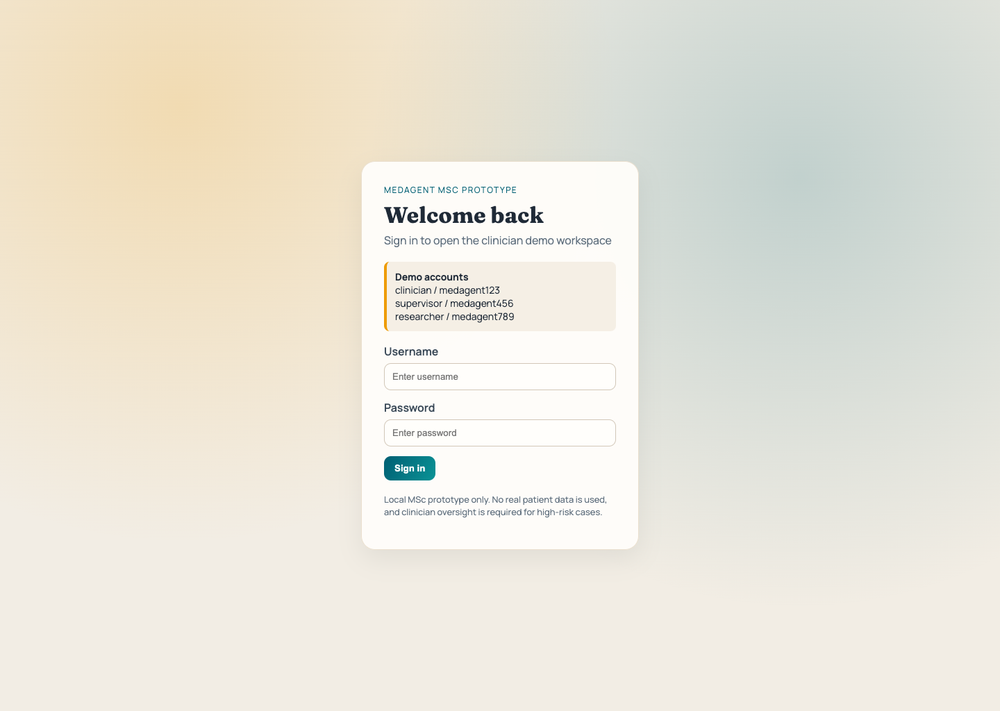 MEDAGENT MSC PROTOTYPE
Welcome back
Sign in to open the clinician demo workspace
Demo accounts
clinician / medagent123
supervisor / medagent456
researcher / medagent789
Username
Enter username
Password
Enter password
Sign in
Local MSc prototype only. No real patient data is used,
and clinician oversight is required for high-risk cases.